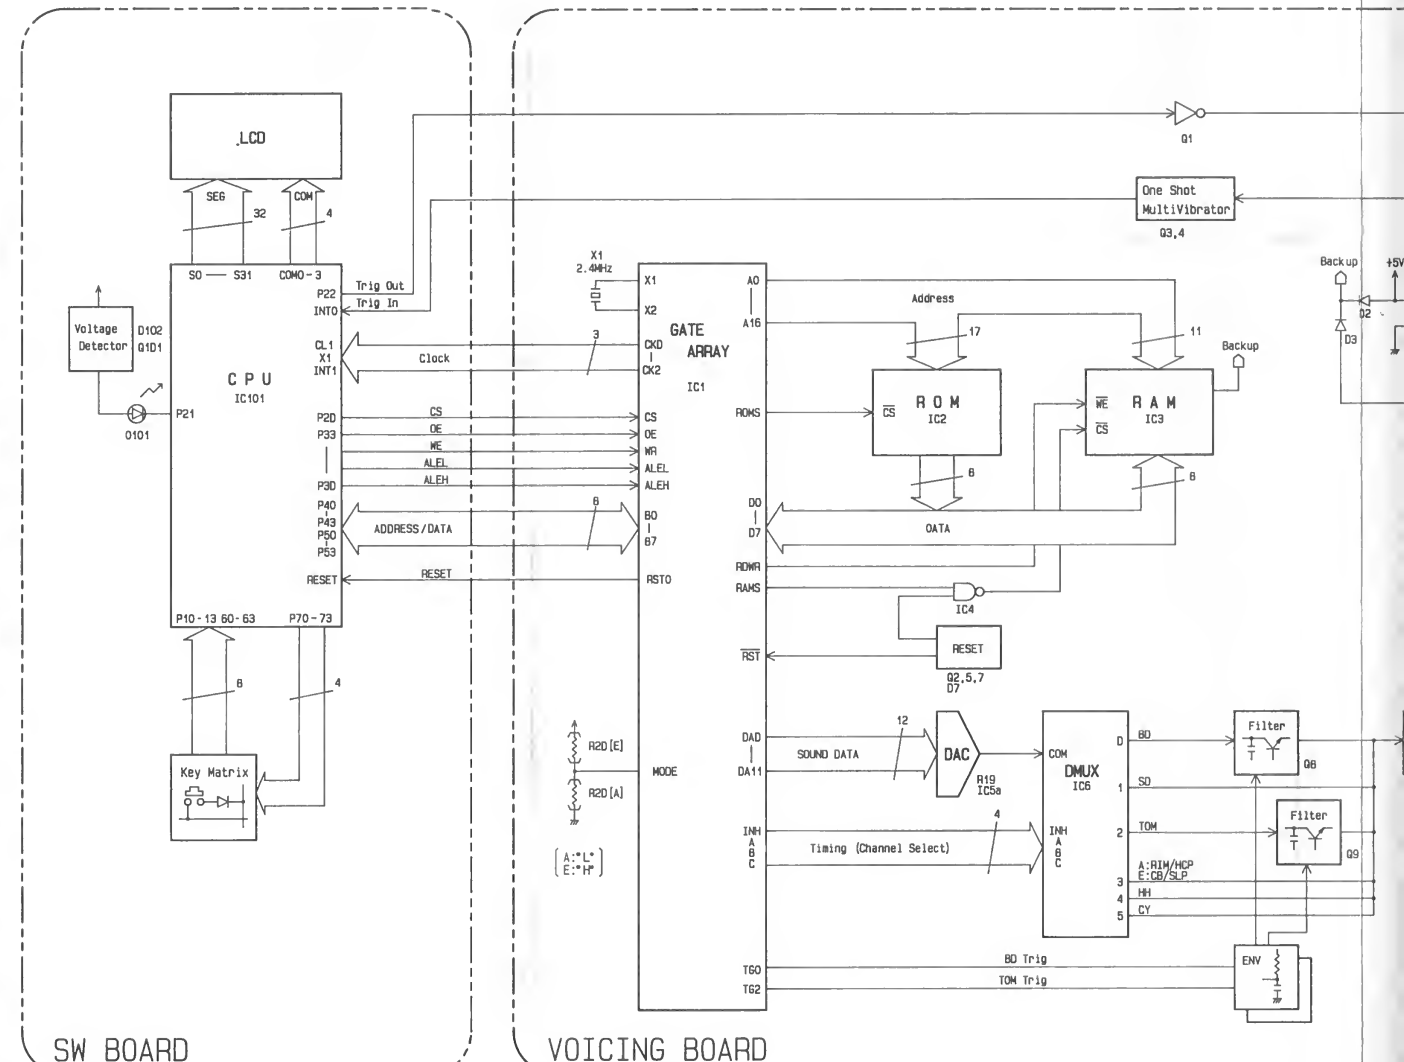 .LCD
SEG
COM
32
4
S0 — S31
COM0-3
P22
Trig Out
INT0
Trig In
Voltage
Detector
D102
Q1D1
CPU
IC101
P21
D101
CL1
X1
INT1
Clock
3
P2D
CS
P33
OE
WE
ALEL
P3D
ALEH
P40
P43
P50
P53
ADDRESS/DATA
8
RESET
RESET
P10-13 60-63
P70-73
8
4
Key Matrix
SW BOARD
Q1
One Shot
MultiVibrator
Q3,4
X1
2.4MHz
X1
X2
GATE
ARRAY
IC1
CKD
CK2
CS
OE
WR
ALEL
ALEH
B0
B7
RST0
MODE
R2D[E]
R2D[A]
A:"L"
E:"H"
A0
A16
Address
17
11
ROMS
CS
ROM
IC2
WE
CS
RAM
IC3
Backup
Backup
+5V
D2
D3
8
8
D0
D7
DATA
RDWR
RAMS
IC4
RST
RESET
Q2,5,7
D7
DAD
DA11
SOUND DATA
12
DAC
R19
IC5a
COM
DMUX
IC6
INH
A
B
C
Timing (Channel Select)
4
INH
A
B
C
0
BD
1
SD
2
TOM
A:RIM/HCP
E:CB/SLP
3
4
HH
5
CY
Filter
Q8
Filter
Q9
ENV
TG0
BD Trig
TG2
TOM Trig
VOICING BOARD